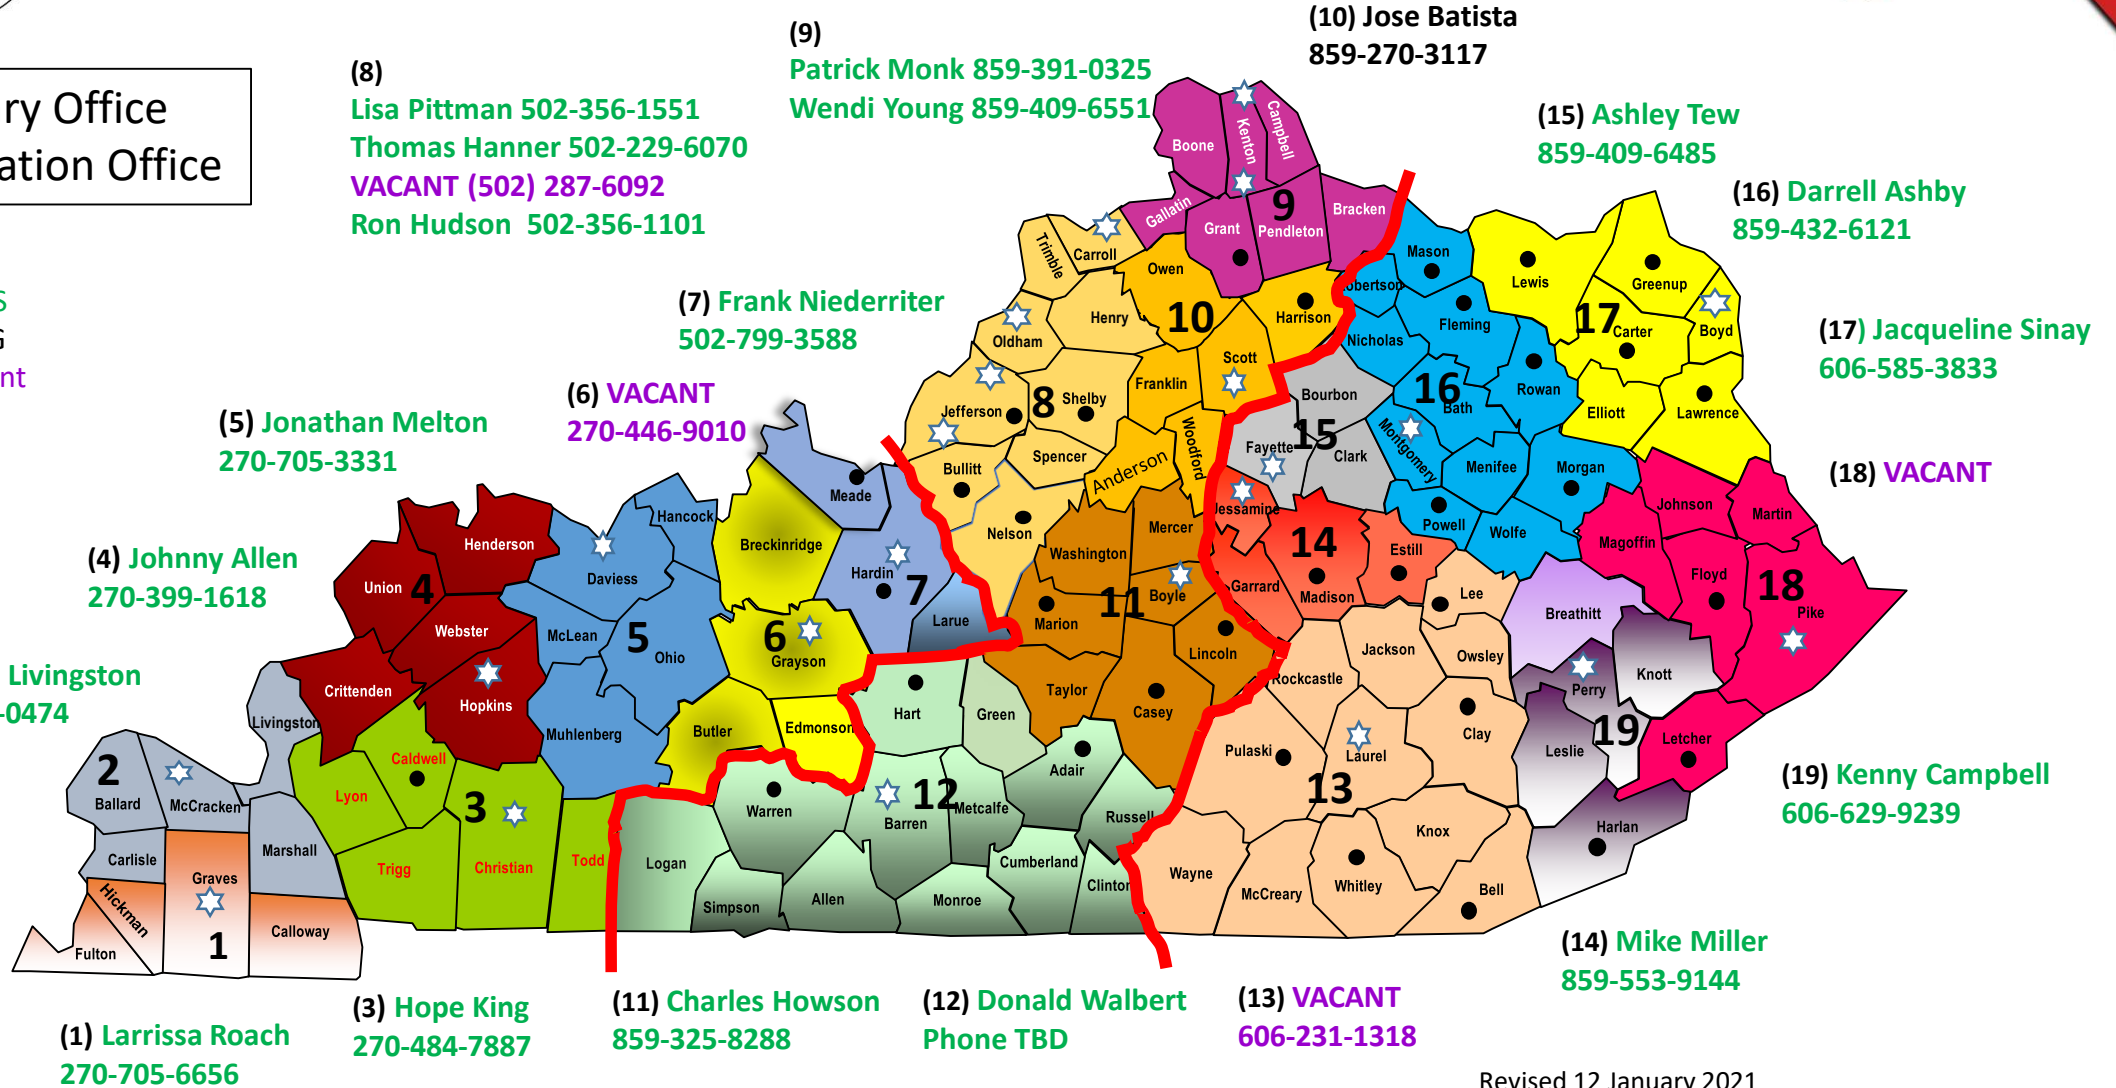 (10) Jose Batista
859-270-3117
(9)
Patrick Monk 859-391-0325
Wendi Young 859-409-6551
(8)
Lisa Pittman 502-356-1551
Thomas Hanner 502-229-6070
VACANT (502) 287-6092
Ron Hudson 502-356-1101
ry Office
ation Office
(15) Ashley Tew
859-409-6485
(16) Darrell Ashby
859-432-6121
S
G
nt
(7) Frank Niederriter
502-799-3588
(17) Jacqueline Sinay
606-585-3833
(6) VACANT
270-446-9010
(5) Jonathan Melton
270-705-3331
(18) VACANT
(4) Johnny Allen
270-399-1618
Livingston
-0474
(19) Kenny Campbell
606-629-9239
(14) Mike Miller
859-553-9144
(1) Larrissa Roach
270-705-6656
(3) Hope King
270-484-7887
(11) Charles Howson
859-325-8288
(12) Donald Walbert
Phone TBD
(13) VACANT
606-231-1318
Revised 12 January 2021
Boone
Kenton
Campbell
Gallatin
Grant
9
Pendleton
Bracken
Trimble
Carroll
Owen
10
Harrison
Henry
Oldham
Scott
Franklin
Jefferson
8
Shelby
Woodford
Anderson
Spencer
Bullitt
Nelson
Mason
obertson
Fleming
Nicholas
16
Bath
Rowan
Montgomery
Menifee
Morgan
Powell
Wolfe
Lewis
Greenup
17
Carter
Boyd
Elliott
Lawrence
Bourbon
15
Fayette
Clark
Jessamine
14
Estill
Garrard
Madison
Johnson
Martin
Magoffin
Floyd
18
Pike
Letcher
Breathitt
Knott
Perry
19
Leslie
Harlan
Lee
Jackson
Owsley
Rockcastle
Pulaski
Laurel
Clay
13
Knox
Wayne
McCreary
Whitley
Bell
Washington
Mercer
11
Boyle
Marion
Lincoln
Taylor
Casey
Hart
Green
Adair
Warren
12
Barren
Metcalfe
Russell
Logan
Simpson
Allen
Monroe
Cumberland
Clinton
Meade
Hardin
7
Larue
Breckinridge
6
Grayson
Butler
Edmonson
Hancock
Daviess
McLean
5
Ohio
Muhlenberg
Henderson
Union
4
Webster
Crittenden
Hopkins
Caldwell
Lyon
3
Trigg
Christian
Todd
Livingston
2
Ballard
McCracken
Carlisle
Marshall
Graves
Hickman
Fulton
1
Calloway